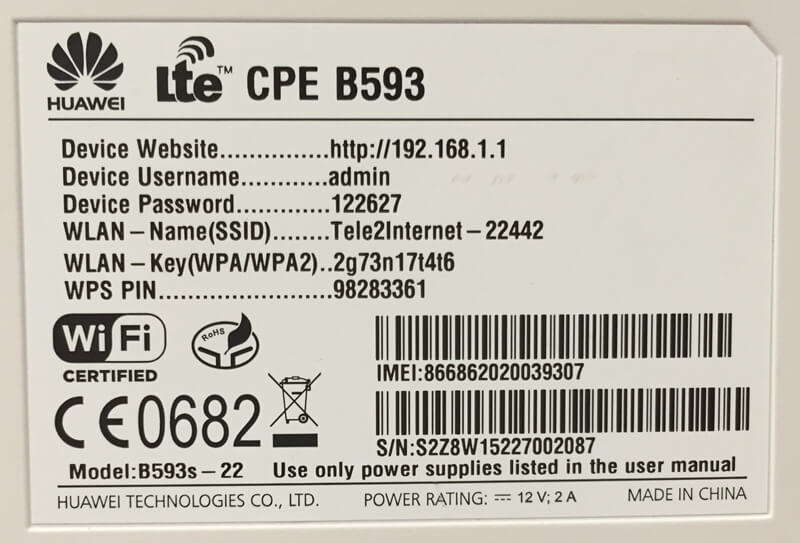 HUAWEI
Lte™ CPE B593
Device Website...............http://192.168.1.1
Device Username............admin
Device Password.............122627
WLAN-Name(SSID)........Tele2Internet-22442
WLAN-Key(WPA/WPA2)..2g73n17t4t6
WPS PIN........................98283361
Wi Fi
CERTIFIED
RoHS
IMEI:866862020039307
CE0682
S/N:S2Z8W15227002087
Model:B593s-22 Use only power supplies listed in the user manual
HUAWEI TECHNOLOGIES CO., LTD. POWER RATING: ⎓ 12 V; 2 A MADE IN CHINA